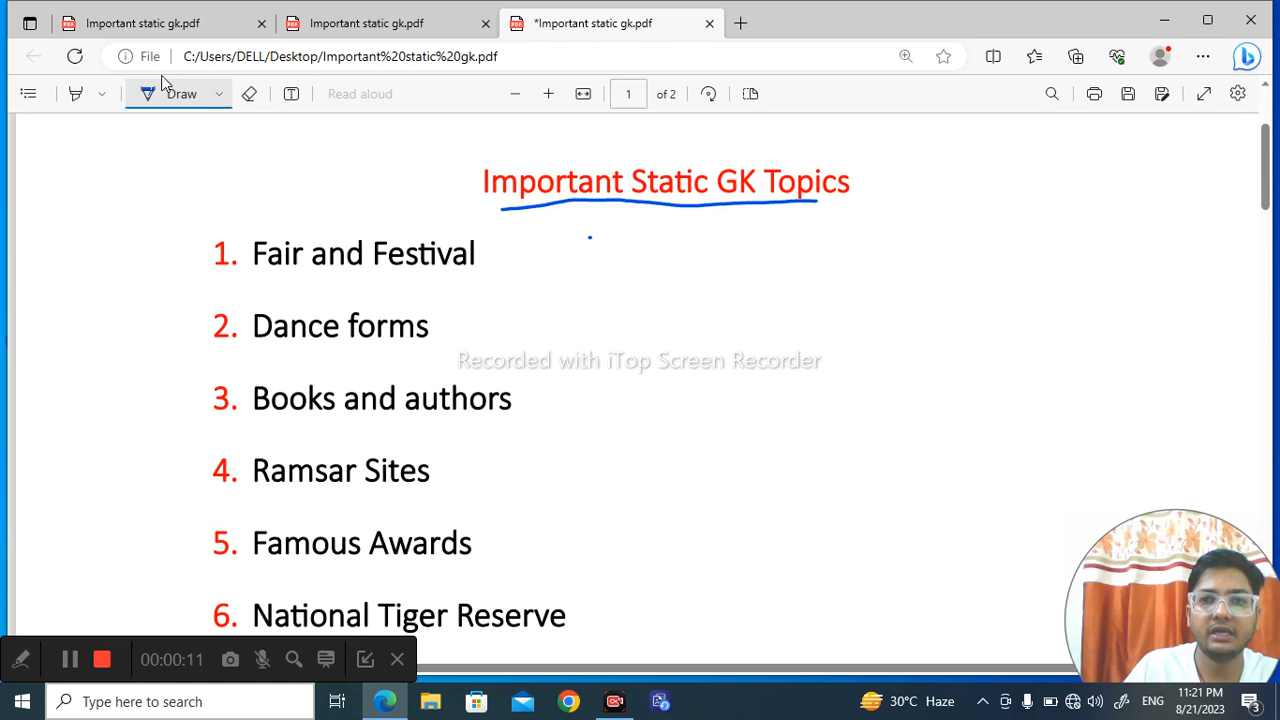 Important static gk.pdf
Important static gk.pdf
*Important static gk.pdf
File
C:/Users/DELL/Desktop/Important%20static%20gk.pdf
Draw
Read aloud
1
of 2
Important Static GK Topics
1. Fair and Festival
2. Dance forms
Recorded with iTop Screen Recorder
3. Books and authors
4. Ramsar Sites
5. Famous Awards
6. National Tiger Reserve
00:00:11
Type here to search
30°C Haze
ENG
11:21 PM
8/21/2023
3